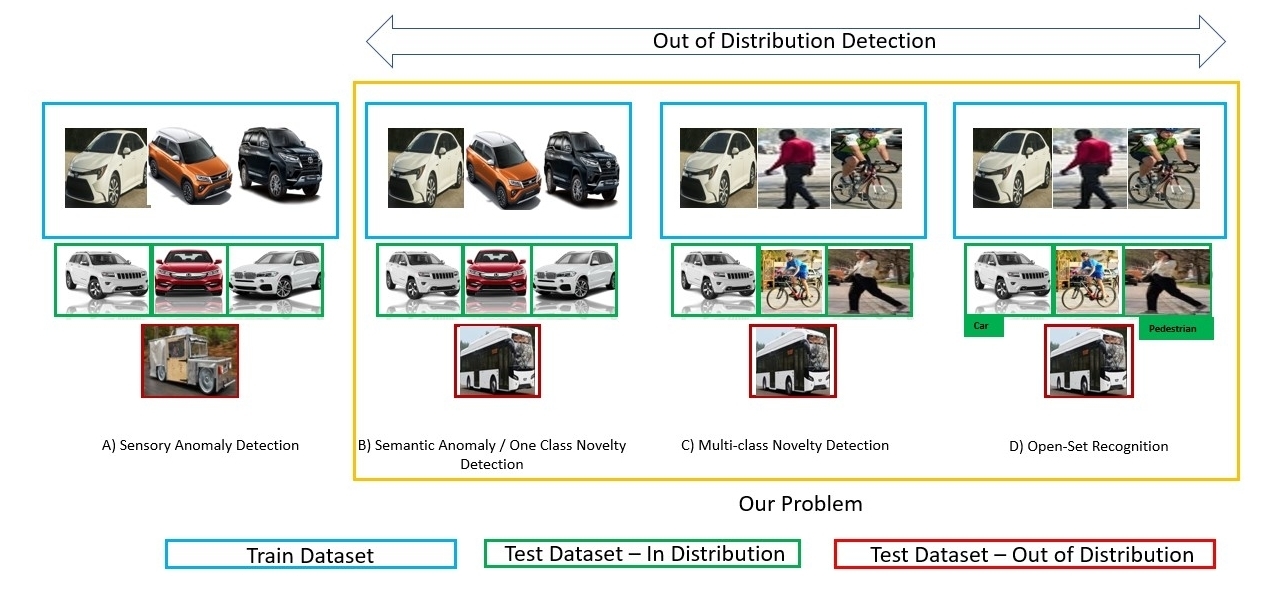 Out of Distribution Detection
Car
Pedestrian
A) Sensory Anomaly Detection
B) Semantic Anomaly / One Class Novelty
Detection
C) Multi-class Novelty Detection
D) Open-Set Recognition
Our Problem
Train Dataset
Test Dataset – In Distribution
Test Dataset – Out of Distribution